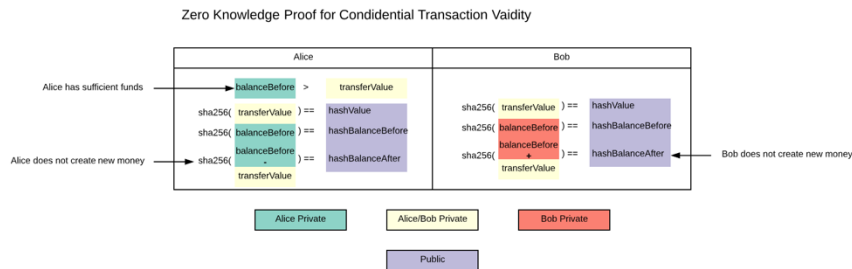 Zero Knowledge Proof for Condidential Transaction Vaidity
Alice
Bob
Alice has sufficient funds
balanceBefore > transferValue
sha256( transferValue ) == hashValue
sha256( balanceBefore ) == hashBalanceBefore
Alice does not create new money
sha256( balanceBefore - transferValue ) == hashBalanceAfter
sha256( transferValue ) == hashValue
sha256( balanceBefore ) == hashBalanceBefore
sha256( balanceBefore + transferValue ) == hashBalanceAfter
Bob does not create new money
Alice Private
Alice/Bob Private
Bob Private
Public